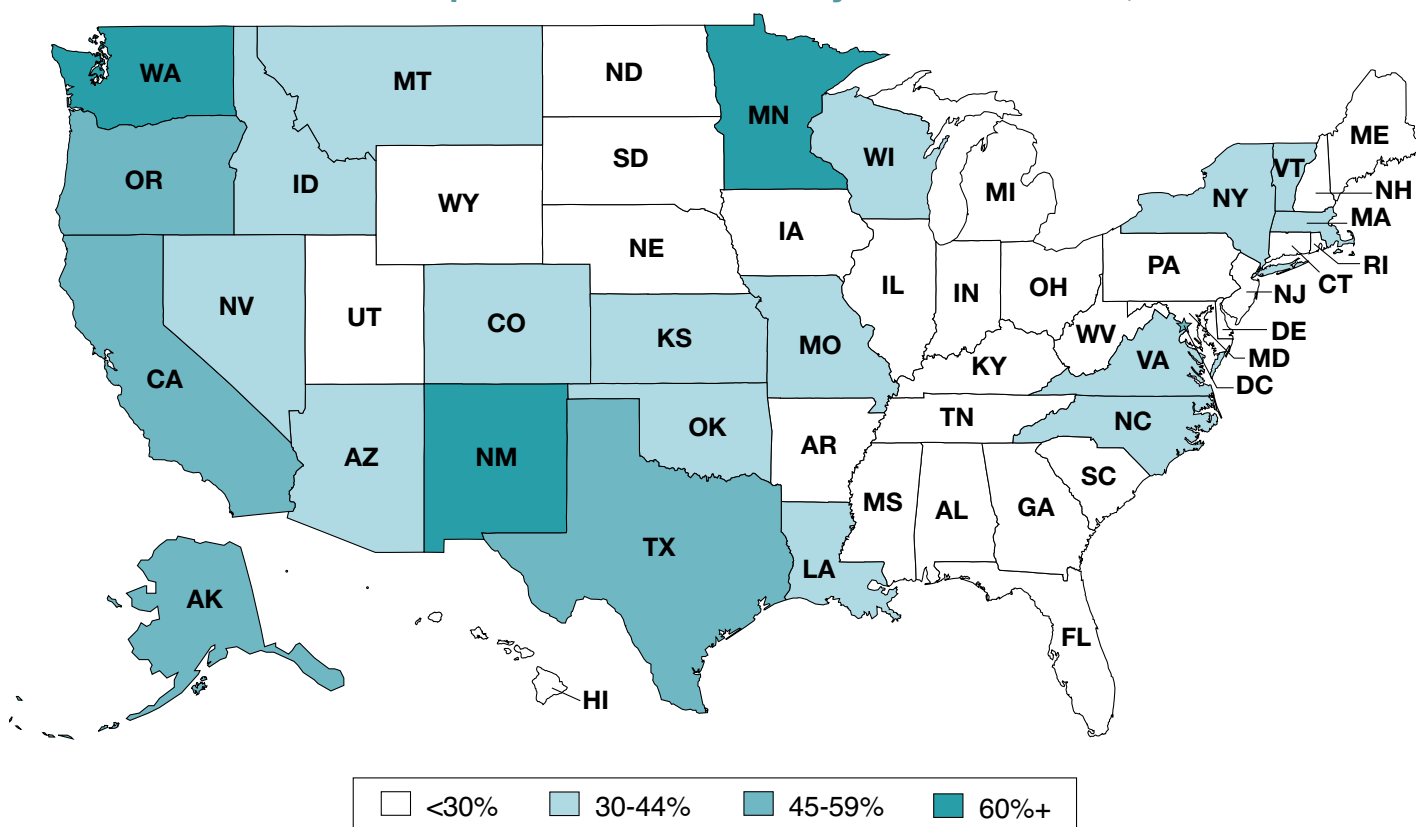 WA
MT
ND
MN
OR
ID
WY
SD
WI
MI
NY
VT
ME
NH
MA
RI
CT
NV
UT
CO
NE
IA
IL
IN
OH
PA
NJ
DE
MD
DC
CA
AZ
NM
KS
OK
MO
AR
KY
WV
VA
TN
NC
SC
MS
AL
GA
TX
LA
FL
AK
HI
<30%
30-44%
45-59%
60%+